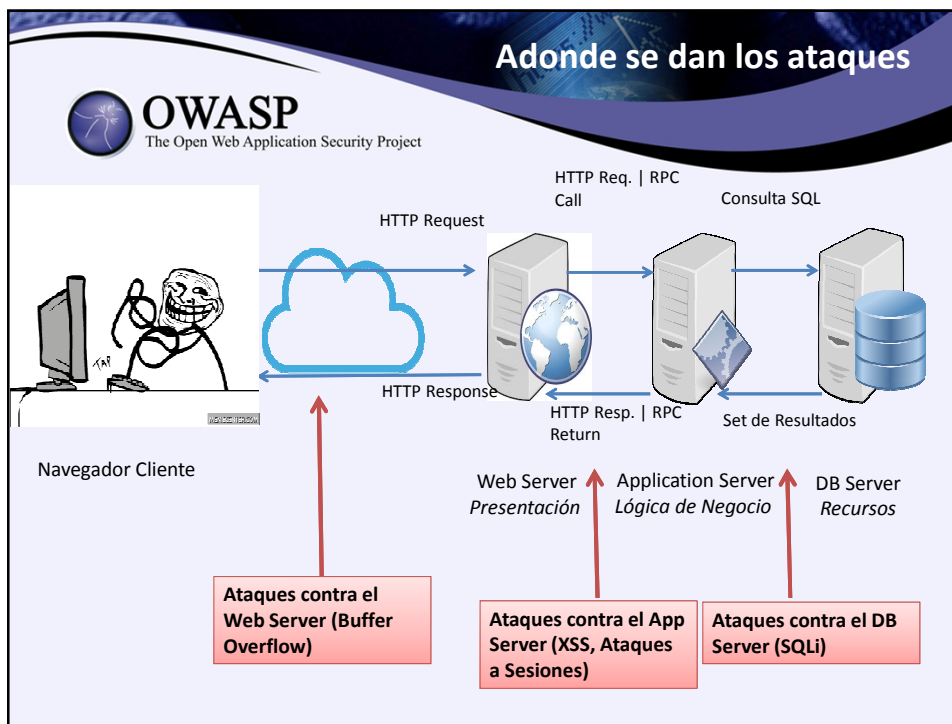 Adonde se dan los ataques
OWASP
The Open Web Application Security Project
HTTP Req. | RPC
Call
Consulta SQL
HTTP Request
TAP
HTTP Response
HTTP Resp. | RPC
Return
Set de Resultados
Navegador Cliente
Web Server
Presentación
Application Server
Lógica de Negocio
DB Server
Recursos
Ataques contra el
Web Server (Buffer
Overflow)
Ataques contra el App
Server (XSS, Ataques
a Sesiones)
Ataques contra el DB
Server (SQLi)